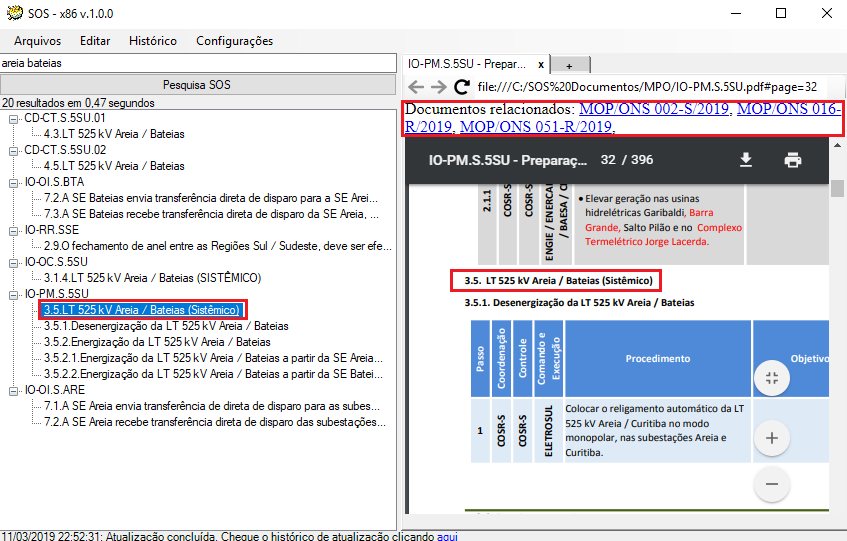 SOS - x86 v.1.0.0
Arquivos Editar Histórico Configurações
areia bateias
Pesquisa SOS
20 resultados em 0,47 segundos
CD-CT.S.5SU.01
4.3.LT 525 kV Areia / Bateias
CD-CT.S.5SU.02
4.5.LT 525 kV Areia / Bateias
IO-OI.S.BTA
7.2.A SE Bateias envia transferência direta de disparo para a SE Arei...
7.3.A SE Bateias recebe transferência direta de disparo da SE Areia, ...
IO-RR.SSE
2.9.O fechamento de anel entre as Regiões Sul / Sudeste, deve ser efe...
IO-OC.S.5SU
3.1.4.LT 525 kV Areia / Bateias (SISTÊMICO)
IO-PM.S.5SU
3.5.LT 525 kV Areia / Bateias (Sistêmico)
3.5.1.Desenergização da LT 525 kV Areia / Bateias
3.5.2.Energização da LT 525 kV Areia / Bateias
3.5.2.1.Energização da LT 525 kV Areia / Bateias a partir da SE Areia...
3.5.2.2.Energização da LT 525 kV Areia / Bateias a partir da SE Batei...
IO-OI.S.ARE
7.1.A SE Areia envia transferência de direta de disparo para as subes...
7.2.A SE Areia recebe transferência direta de disparo das subestações...
11/03/2019 22:52:31: Atualização concluída. Cheque o histórico de atualização clicando aqui
IO-PM.S.5SU - Prepar... x +
file:///C:/SOS%20Documentos/MPO/IO-PM.S.5SU.pdf#page=32
Documentos relacionados: MOP/ONS 002-S/2019, MOP/ONS 016-
R/2019, MOP/ONS 051-R/2019,
IO-PM.S.5SU - Preparaç... 32 / 396
2.1.1
COSR-S
COSR-S
ENGIE / ENERCA
/ BAESA / C
• Elevar geração nas usinas
hidrelétricas Garibaldi, Barra
Grande, Salto Pilão e no Complexo
Termelétrico Jorge Lacerda.
3.5. LT 525 kV Areia / Bateias (Sistêmico)
3.5.1. Desenergização da LT 525 kV Areia / Bateias
Passo
Coordenação
Controle
Comando e
Execução
Procedimento
Objetivo
1
COSR-S
COSR-S
ELETROSUL
Colocar o religamento automático da LT
525 kV Areia / Curitiba no modo
monopolar, nas subestações Areia e
Curitiba.